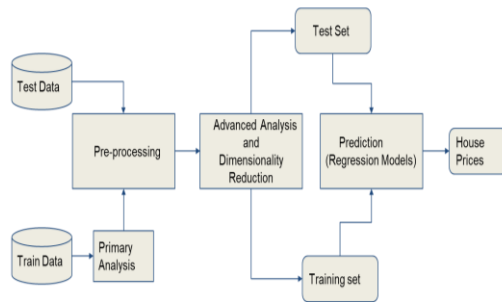 Test Set
Test Data
Pre-processing
Advanced Analysis
and
Dimensionality
Reduction
Prediction
(Regression Models)
House
Prices
Train Data
Primary
Analysis
Training set